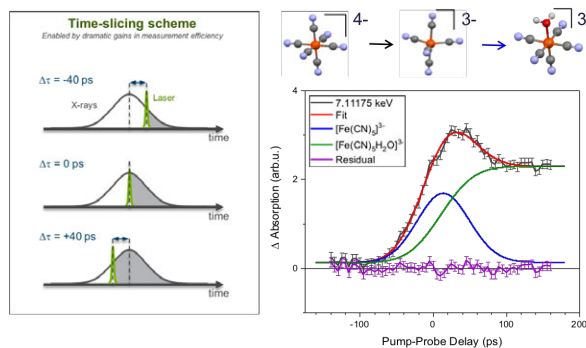 Time-slicing scheme
Enabled by dramatic gains in measurement efficiency
Δτ = -40 ps
X-rays
Laser
time
Δτ = 0 ps
time
Δτ = +40 ps
time
4-
3-
3-
7.11175 keV
Fit
[Fe(CN)₅]³⁻
[Fe(CN)₅H₂O]³⁻
Residual
Δ Absorption (arb.u.)
4
2
0
-100
0
100
200
Pump-Probe Delay (ps)